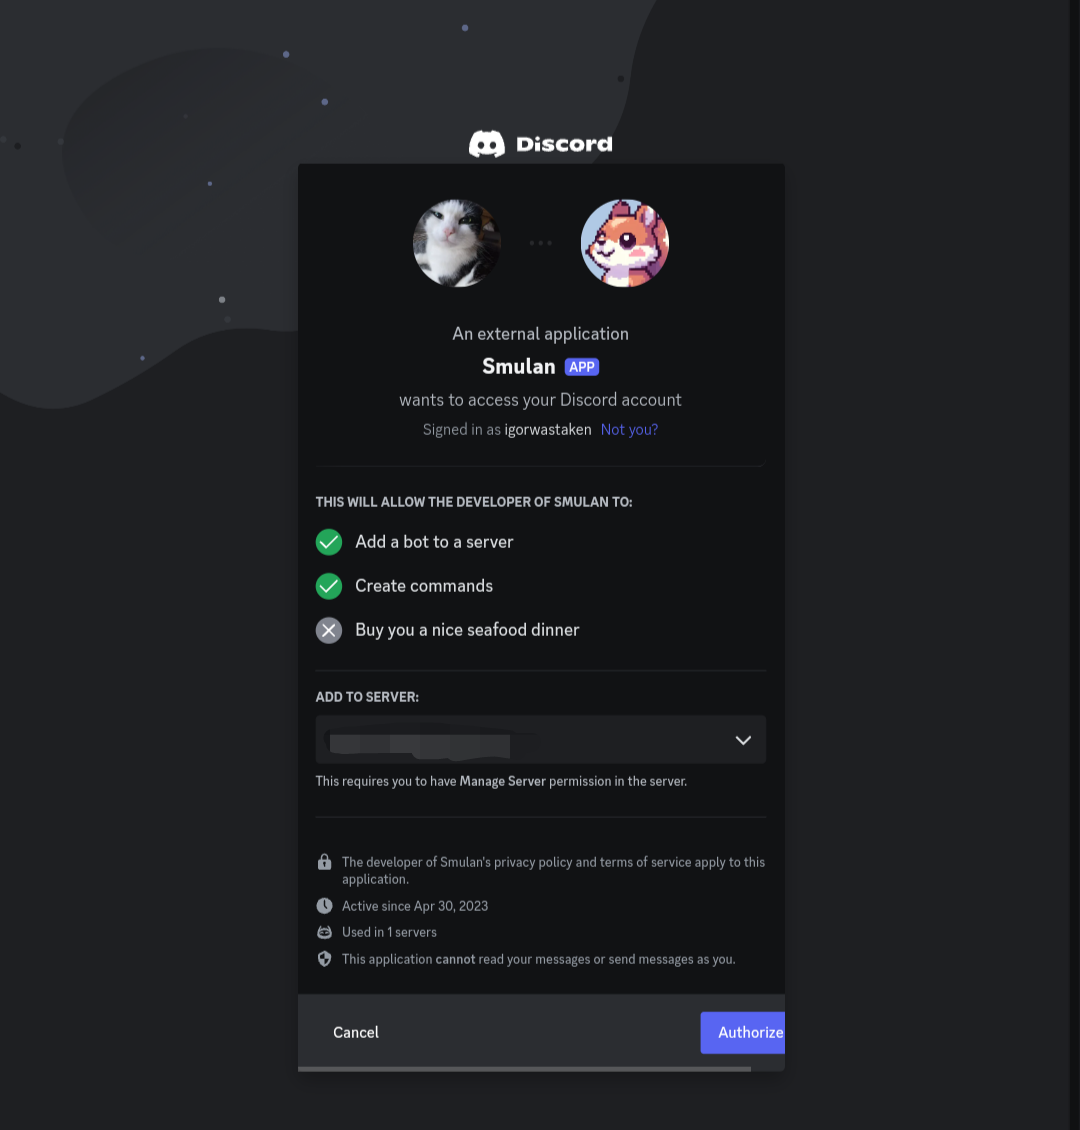 Discord
An external application
Smulan APP
wants to access your Discord account
Signed in as igorwastaken Not you?
THIS WILL ALLOW THE DEVELOPER OF SMULAN TO:
Add a bot to a server
Create commands
Buy you a nice seafood dinner
ADD TO SERVER:
This requires you to have Manage Server permission in the server.
The developer of Smulan's privacy policy and terms of service apply to this
application.
Active since Apr 30, 2023
Used in 1 servers
This application cannot read your messages or send messages as you.
Cancel
Authorize